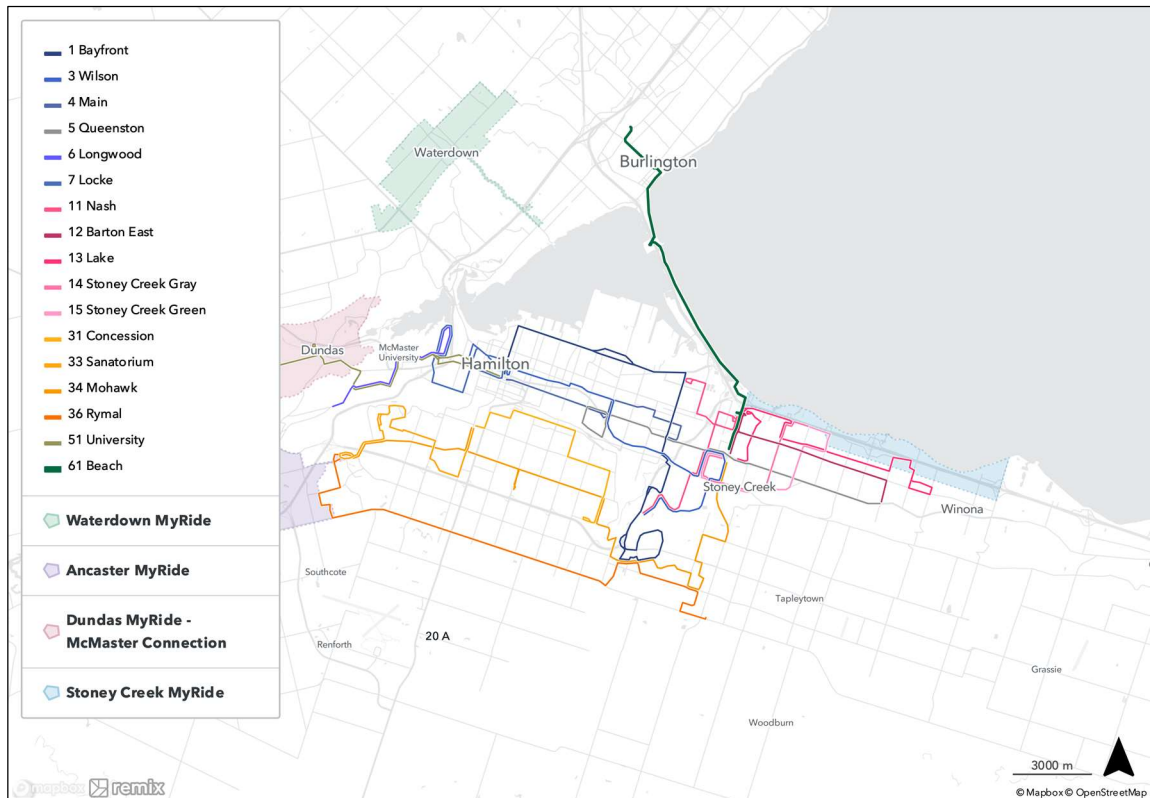 1 Bayfront
3 Wilson
4 Main
5 Queenston
6 Longwood
7 Locke
11 Nash
12 Barton East
13 Lake
14 Stoney Creek Gray
15 Stoney Creek Green
31 Concession
33 Sanatorium
34 Mohawk
36 Rymal
51 University
61 Beach
Waterdown MyRide
Ancaster MyRide
Dundas MyRide -
McMaster Connection
Stoney Creek MyRide
Waterdown
Burlington
Dundas
McMaster
University
Hamilton
Stoney Creek
Winona
Southcote
Tapleytown
Renforth
20 A
Grassie
Woodburn
3000 m
mapbox
remix
© Mapbox © OpenStreetMap